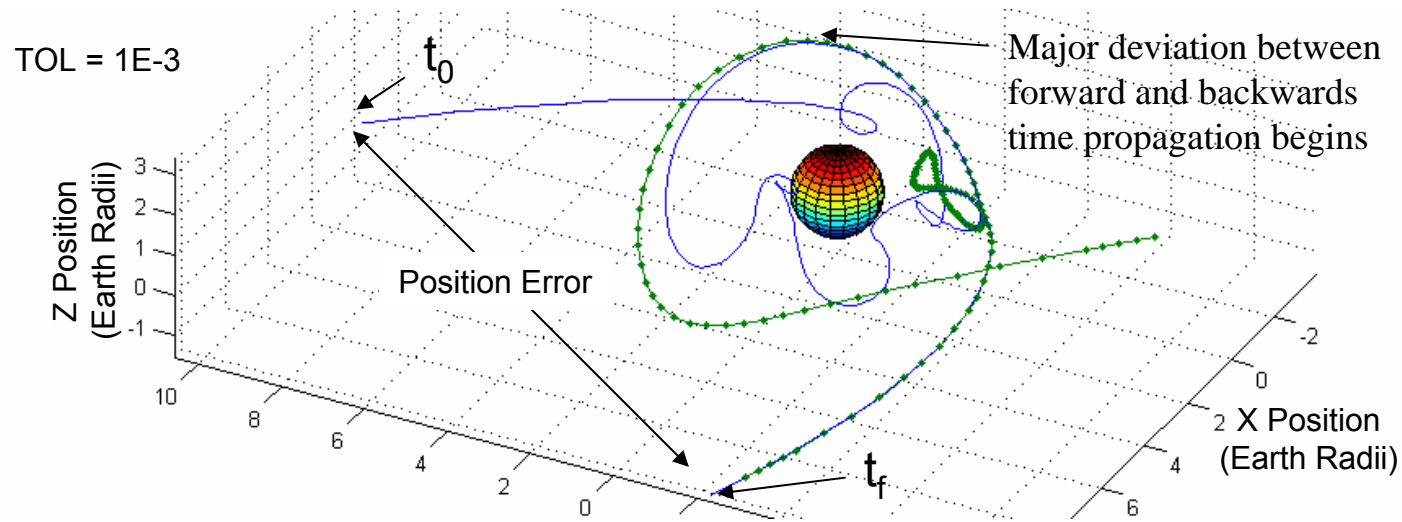 TOL = 1E-3
t0
Major deviation between
forward and backwards
time propagation begins
Z Position
(Earth Radii)
3
2
1
0
-1
Position Error
10
8
6
4
2
0
tf
-2
0
2
4
6
X Position
(Earth Radii)